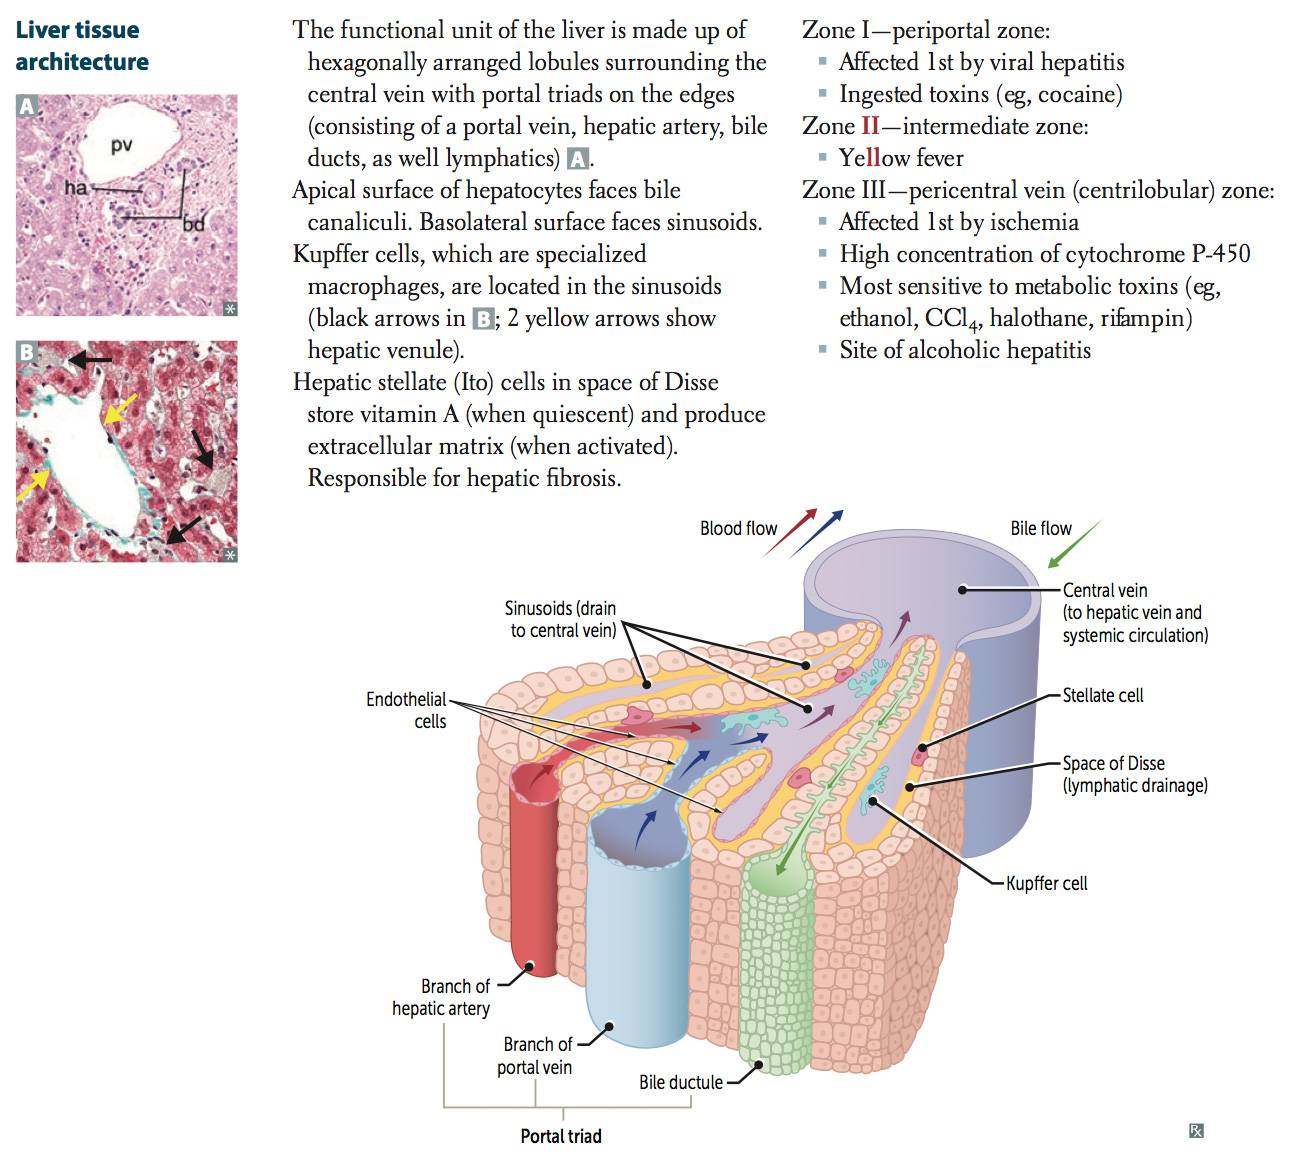 Liver tissue
architecture
A
pv
ha
bd
B
The functional unit of the liver is made up of
hexagonally arranged lobules surrounding the
central vein with portal triads on the edges
(consisting of a portal vein, hepatic artery, bile
ducts, as well lymphatics) A.
Apical surface of hepatocytes faces bile
canaliculi. Basolateral surface faces sinusoids.
Kupffer cells, which are specialized
macrophages, are located in the sinusoids
(black arrows in B; 2 yellow arrows show
hepatic venule).
Hepatic stellate (Ito) cells in space of Disse
store vitamin A (when quiescent) and produce
extracellular matrix (when activated).
Responsible for hepatic fibrosis.
Zone I—periportal zone:
▪ Affected 1st by viral hepatitis
▪ Ingested toxins (eg, cocaine)
Zone II—intermediate zone:
▪ Yellow fever
Zone III—pericentral vein (centrilobular) zone:
▪ Affected 1st by ischemia
▪ High concentration of cytochrome P-450
▪ Most sensitive to metabolic toxins (eg,
ethanol, CCl4, halothane, rifampin)
▪ Site of alcoholic hepatitis
Blood flow
Bile flow
Central vein
(to hepatic vein and
systemic circulation)
Sinusoids (drain
to central vein)
Endothelial
cells
Stellate cell
Space of Disse
(lymphatic drainage)
Kupffer cell
Branch of
hepatic artery
Branch of
portal vein
Bile ductule
Portal triad
Rx